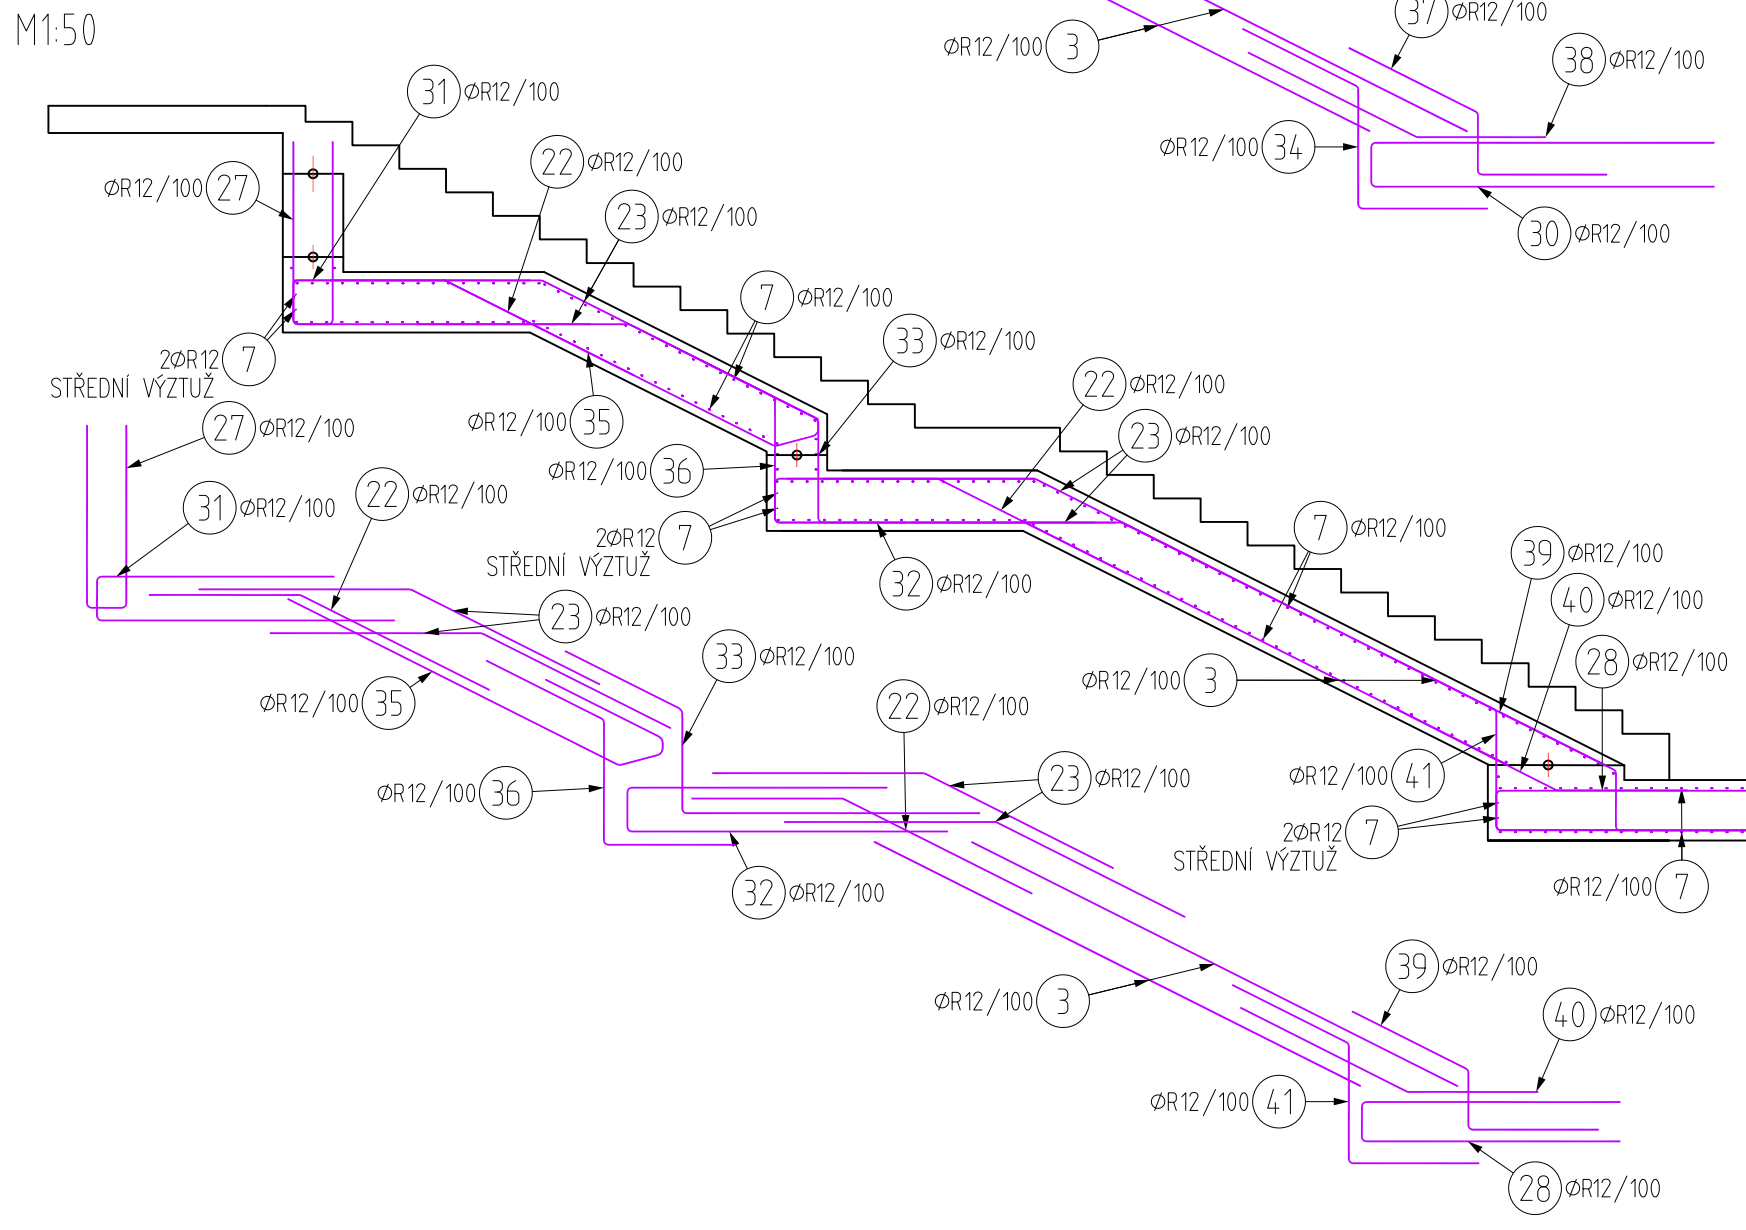 M1:50
37 ØR12/100
ØR12/100 3
38 ØR12/100
31 ØR12/100
ØR12/100 34
22 ØR12/100
ØR12/100 27
23 ØR12/100
30 ØR12/100
7 ØR12/100
33 ØR12/100
2ØR12 7
STŘEDNÍ VÝZTUŽ
22 ØR12/100
ØR12/100 35
27 ØR12/100
23 ØR12/100
ØR12/100 36
22 ØR12/100
31 ØR12/100
7 ØR12/100
2ØR12 7
STŘEDNÍ VÝZTUŽ
39 ØR12/100
32 ØR12/100
40 ØR12/100
23 ØR12/100
33 ØR12/100
28 ØR12/100
ØR12/100 3
ØR12/100 35
22 ØR12/100
ØR12/100 41
23 ØR12/100
ØR12/100 36
2ØR12 7
STŘEDNÍ VÝZTUŽ
32 ØR12/100
ØR12/100 7
39 ØR12/100
ØR12/100 3
40 ØR12/100
ØR12/100 41
28 ØR12/100